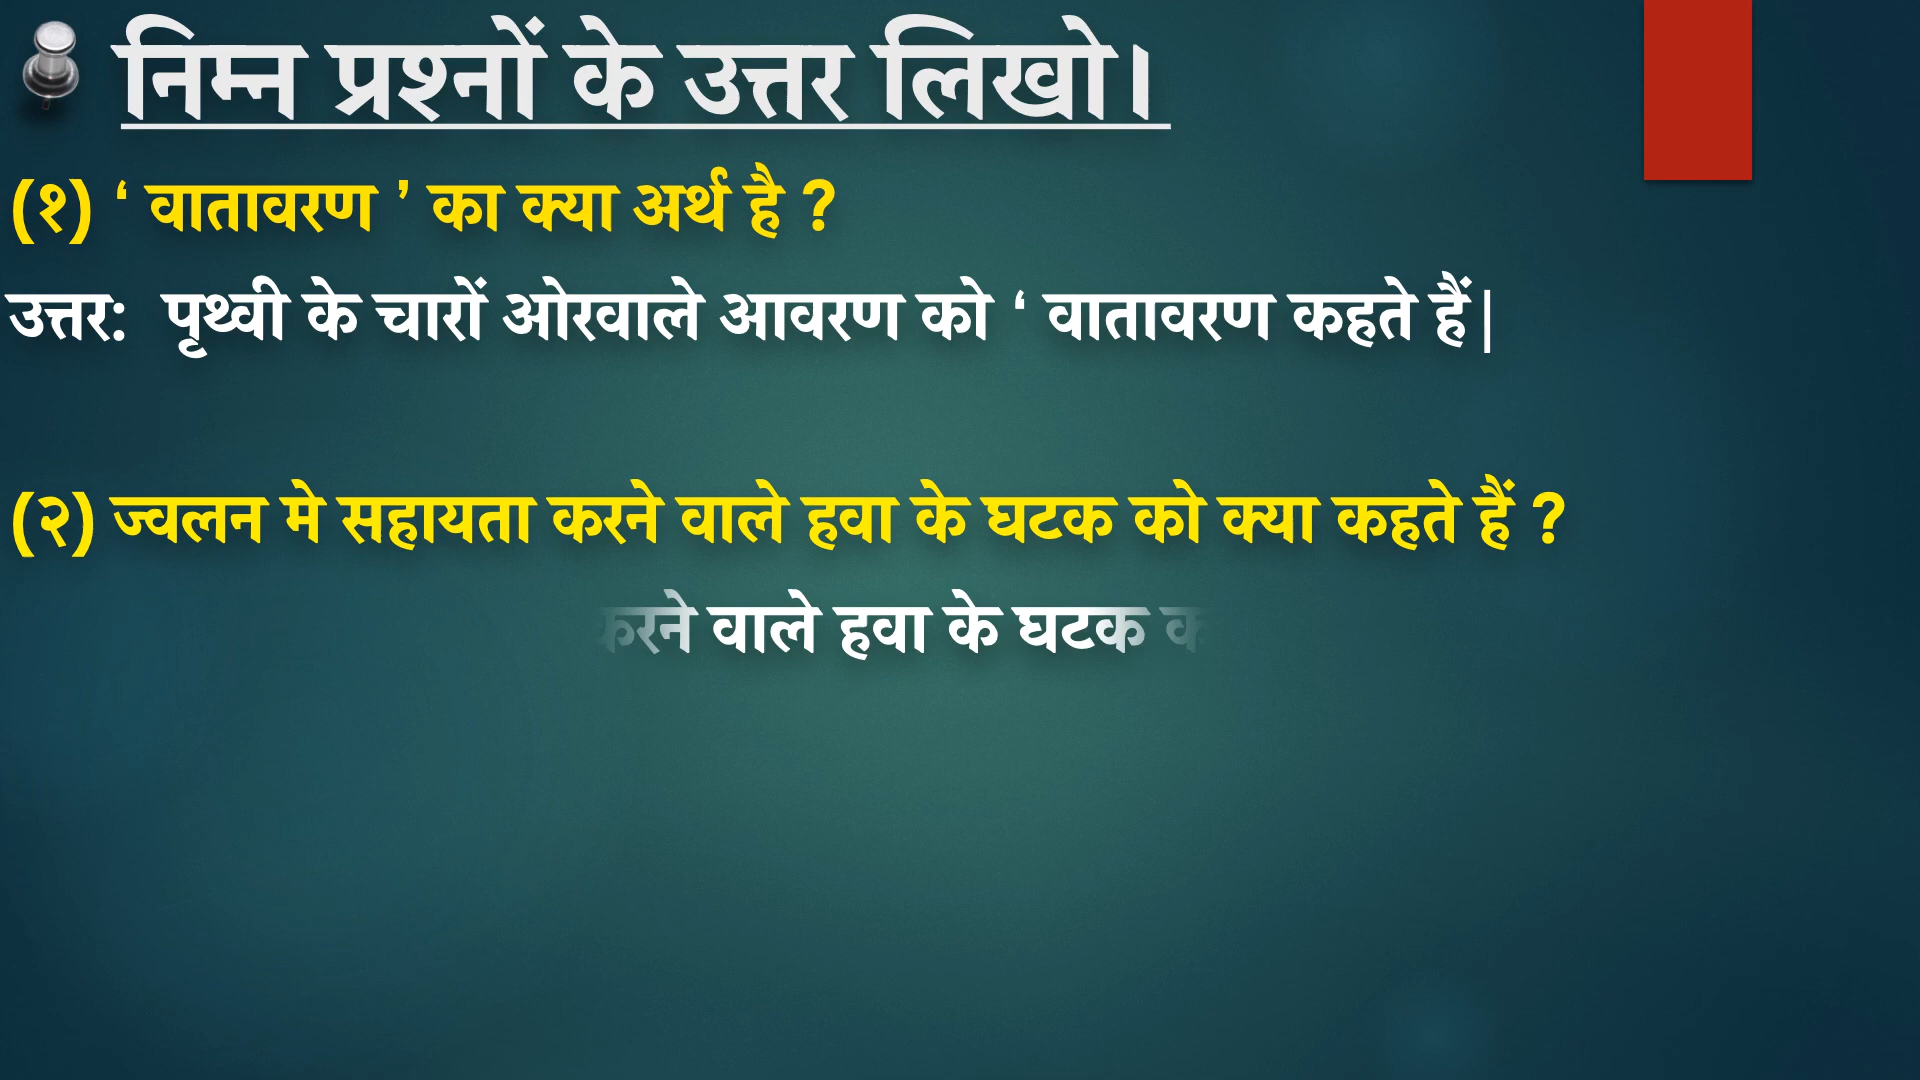 निम्न प्रश्नों के उत्तर लिखो।
(१) ‘ वातावरण ’ का क्या अर्थ है ?
उत्तर: पृथ्वी के चारों ओरवाले आवरण को ‘ वातावरण कहते हैं|
(२) ज्वलन मे सहायता करने वाले हवा के घटक को क्या कहते हैं ?
करने वाले हवा के घटक